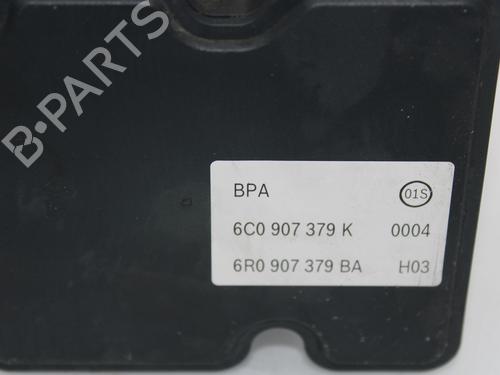 B-PARTS
BPA 01S
6C0 907 379 K 0004
6R0 907 379 BA H03